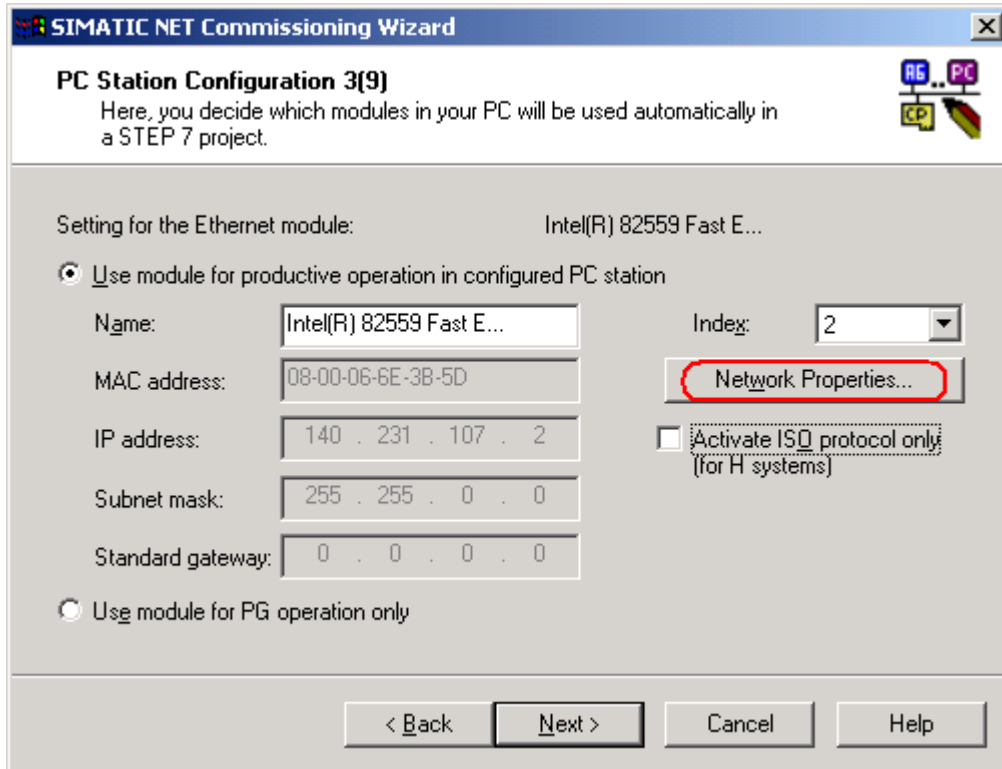 SIMATIC NET Commissioning Wizard
PC Station Configuration 3(9)
Here, you decide which modules in your PC will be used automatically in
a STEP 7 project.
AG .. PC
CP
Setting for the Ethernet module: Intel(R) 82559 Fast E...
Use module for productive operation in configured PC station
Name: Intel(R) 82559 Fast E... Index: 2
MAC address: 08-00-06-6E-3B-5D Network Properties...
IP address: 140 . 231 . 107 . 2 Activate ISO protocol only
(for H systems)
Subnet mask: 255 . 255 . 0 . 0
Standard gateway: 0 . 0 . 0 . 0
Use module for PG operation only
< Back Next > Cancel Help